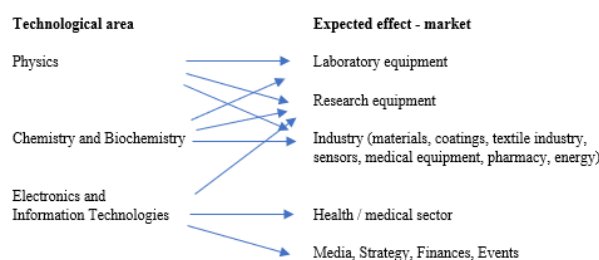 Technological area
Expected effect - market
Physics
Laboratory equipment
Research equipment
Chemistry and Biochemistry
Industry (materials, coatings, textile industry,
sensors, medical equipment, pharmacy, energy)
Electronics and
Information Technologies
Health / medical sector
Media, Strategy, Finances, Events